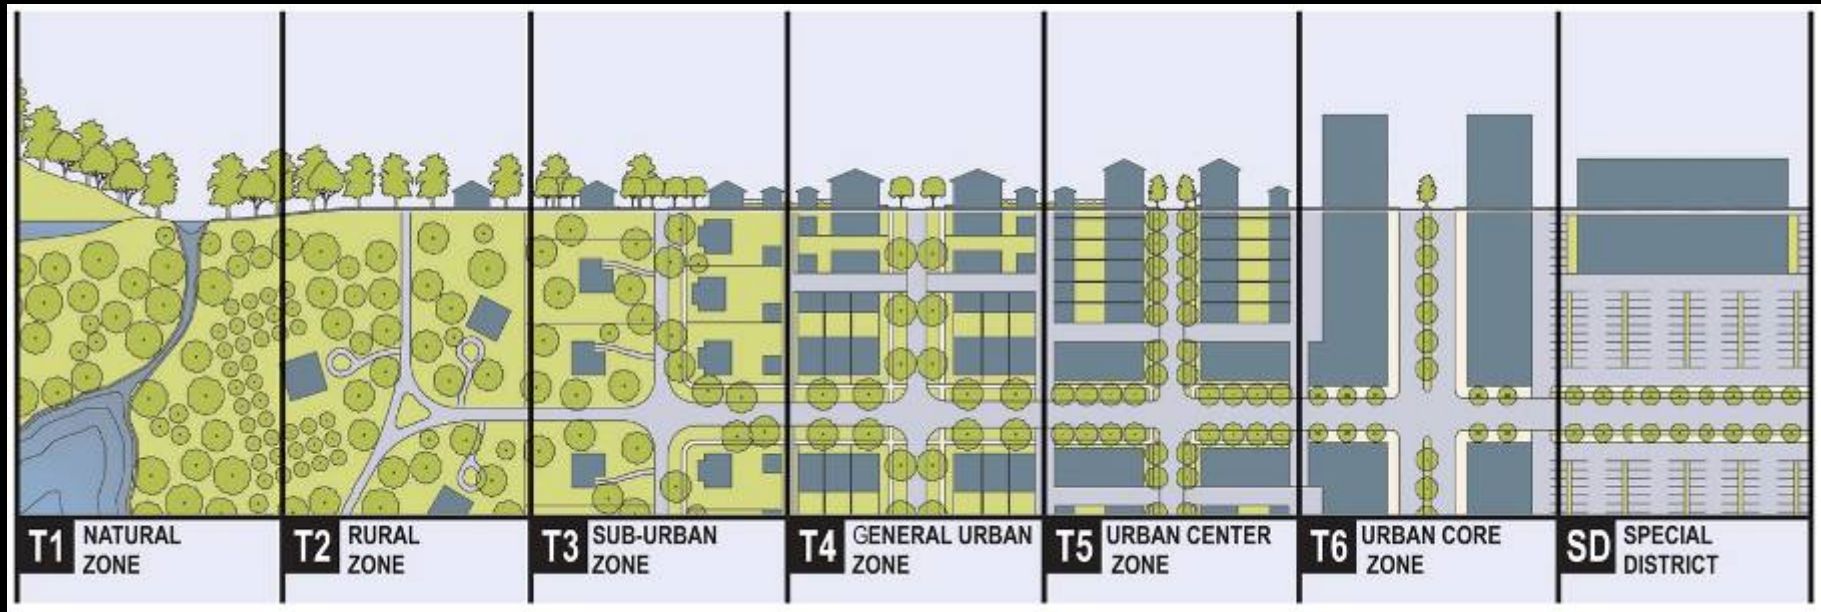 T1 NATURAL
ZONE
T2 RURAL
ZONE
T3 SUB-URBAN
ZONE
T4 GENERAL URBAN
ZONE
T5 URBAN CENTER
ZONE
T6 URBAN CORE
ZONE
SD SPECIAL
DISTRICT